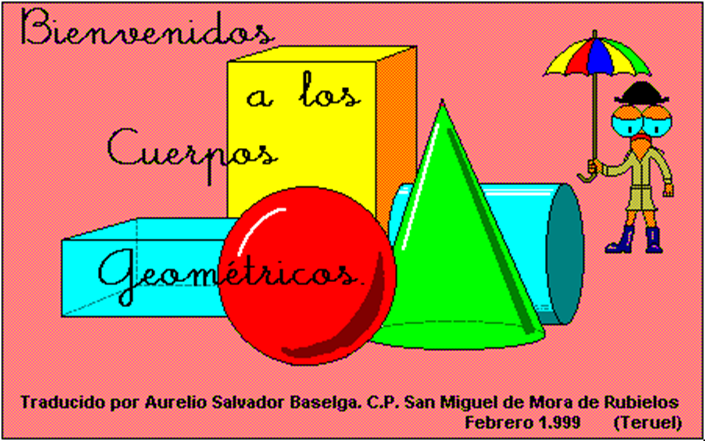 Bienvenidos
a los
Cuerpos
Geométricos.
Traducido por Aurelio Salvador Baselga. C.P. San Miguel de Mora de Rubielos
Febrero 1.999 (Teruel)